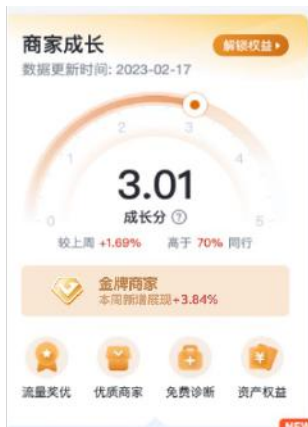 商家成长
解锁权益
数据更新时间: 2023-02-17
0
1
2
3
4
5
3.01
成长分 ?
较上周 +1.69% 高于 70% 同行
金牌商家
本周新增展现+3.84%
流量奖优 优质商家 免费诊断 资产权益
NEW